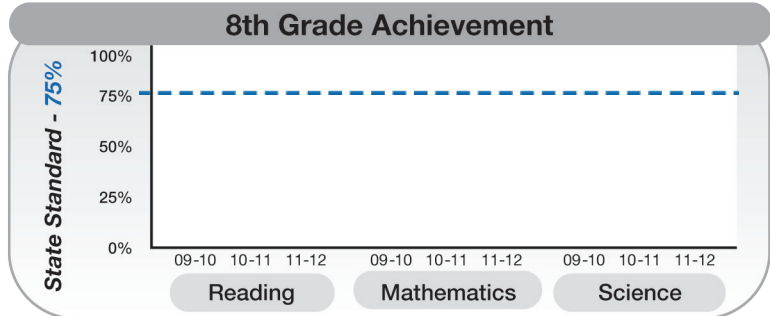 8th Grade Achievement
State Standard - 75%
100%
75%
50%
25%
0%
09-10 10-11 11-12 09-10 10-11 11-12 09-10 10-11 11-12
Reading Mathematics Science